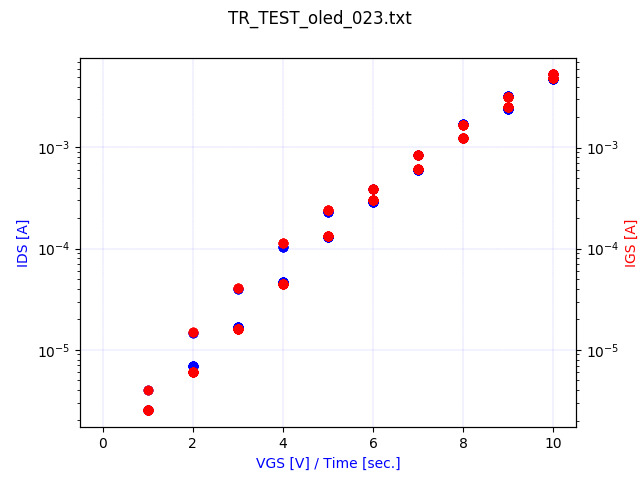 TR_TEST_oled_023.txt
10⁻³
10⁻³
10⁻⁴
10⁻⁴
IDS [A]
IGS [A]
10⁻⁵
10⁻⁵
0 2 4 6 8 10
VGS [V] / Time [sec.]